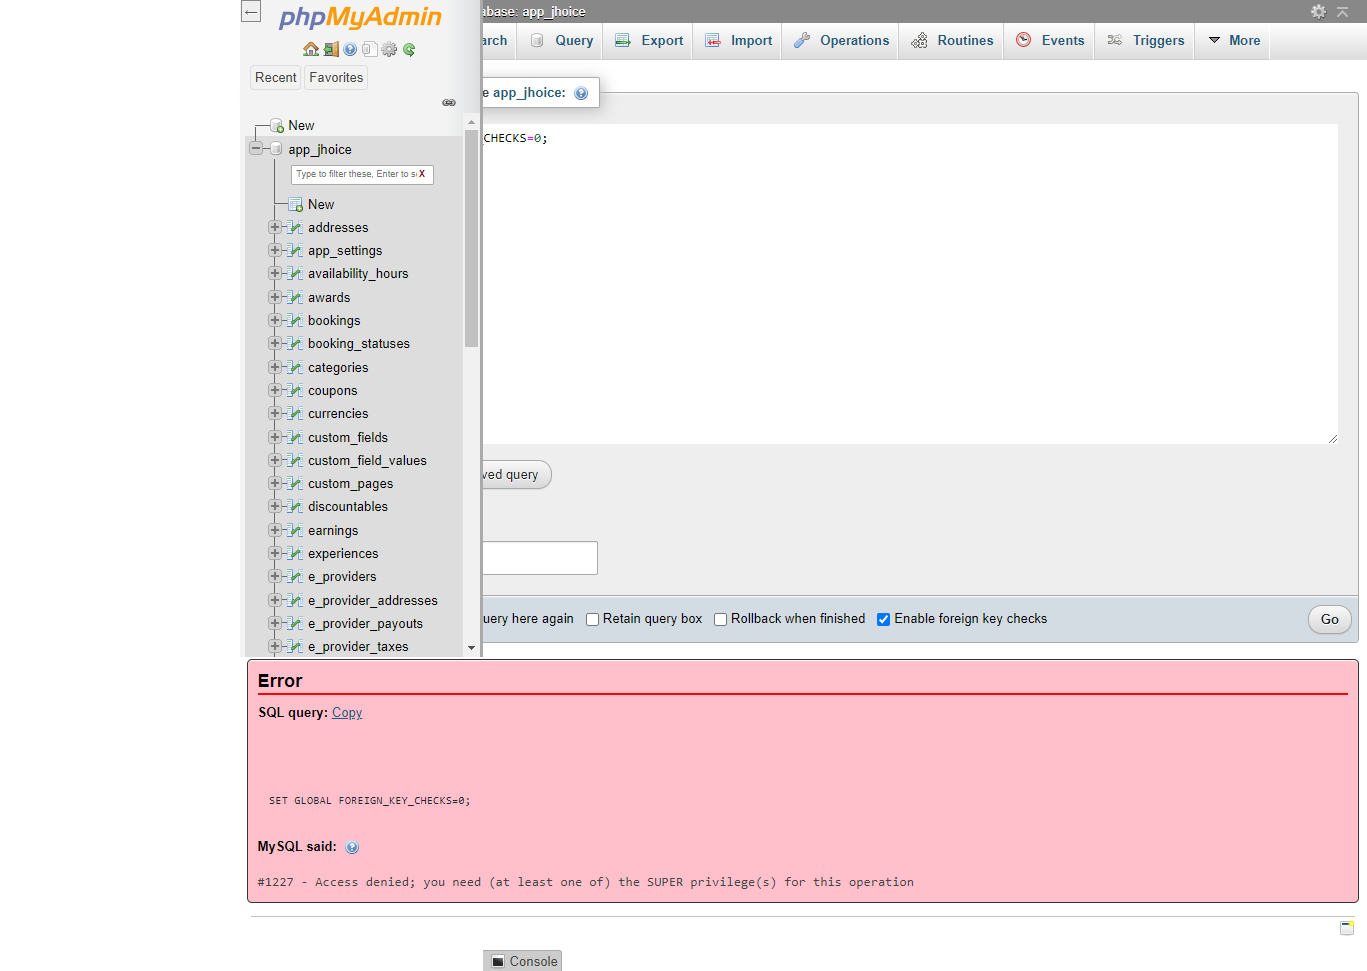 phpMyAdmin
Recent Favorites
New
app_jhoice
Type to filter these, Enter to s X
New
addresses
app_settings
availability_hours
awards
bookings
booking_statuses
categories
coupons
currencies
custom_fields
custom_field_values
custom_pages
discountables
earnings
experiences
e_providers
e_provider_addresses
e_provider_payouts
e_provider_taxes
abase: app_jhoice
arch Query Export Import Operations Routines Events Triggers More
e app_jhoice:
_CHECKS=0;
ved query
uery here again Retain query box Rollback when finished Enable foreign key checks Go
Error
SQL query: Copy
SET GLOBAL FOREIGN_KEY_CHECKS=0;
MySQL said:
#1227 - Access denied; you need (at least one of) the SUPER privilege(s) for this operation
Console